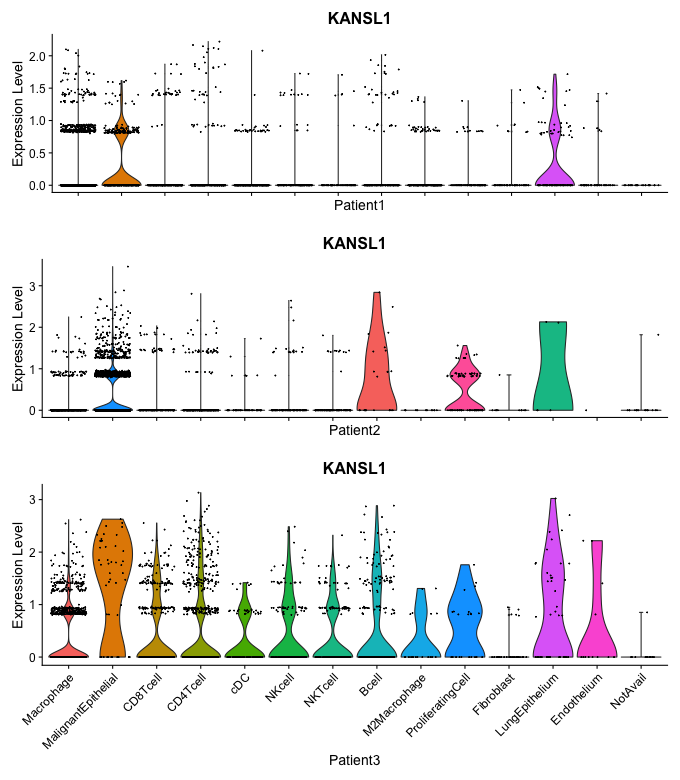 KANSL1
Expression Level
2.0
1.5
1.0
0.5
0.0
Patient1
KANSL1
Expression Level
3
2
1
0
Patient2
KANSL1
Expression Level
3
2
1
0
Macrophage
MalignantEpithelial
CD8Tcell
CD4Tcell
cDC
NKcell
NKTcell
Bcell
M2Macrophage
ProliferatingCell
Fibroblast
LungEpithelium
Endothelium
NotAvail
Patient3